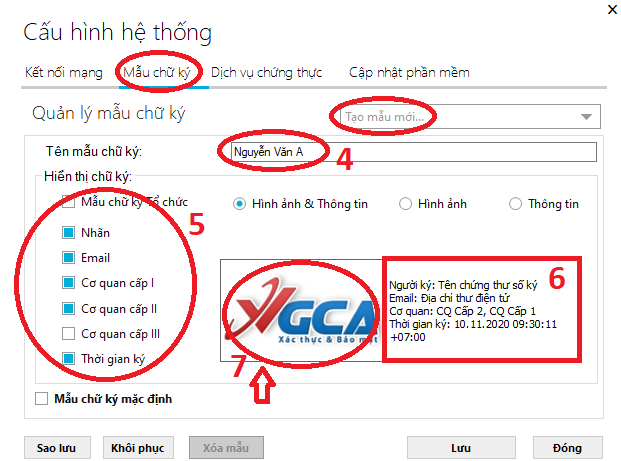 Cấu hình hệ thống
Kết nối mạng Mẫu chữ ký Dịch vụ chứng thực Cập nhật phần mềm
Quản lý mẫu chữ ký Tạo mẫu mới...
Tên mẫu chữ ký: Nguyễn Văn A 4
Hiển thị chữ ký:
Mẫu chữ ký Tổ chức Hình ảnh & Thông tin Hình ảnh Thông tin
5
Nhãn
Email
Cơ quan cấp I
Cơ quan cấp II
Cơ quan cấp III
Thời gian ký
VGCA
Xác thực & Bảo mật
7
6
Người ký: Tên chứng thư số ký
Email: Địa chỉ thư điện tử
Cơ quan: CQ Cấp 2, CQ Cấp 1
Thời gian ký: 10.11.2020 09:30:11
+07:00
Mẫu chữ ký mặc định
Sao lưu Khôi phục Xóa mẫu Lưu Đóng